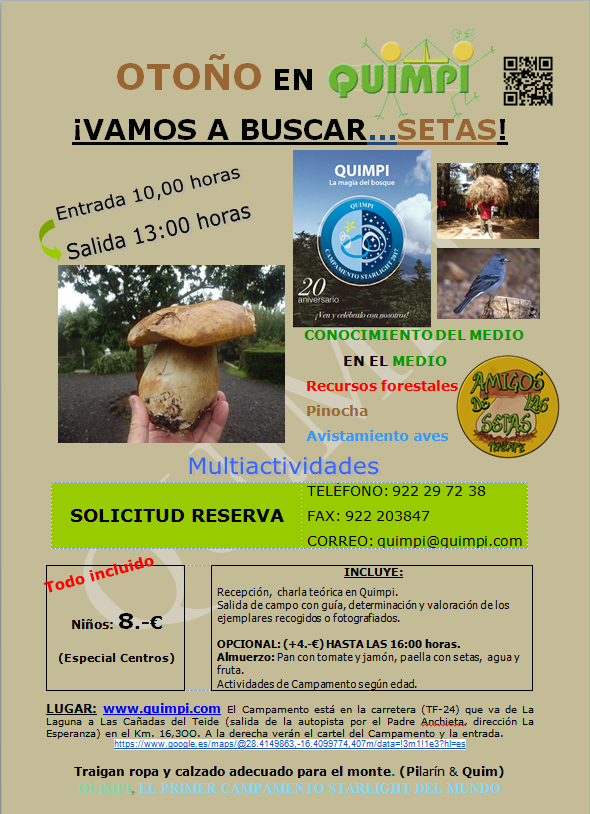 OTOÑO EN QUIMPI
¡VAMOS A BUSCAR...SETAS!
Entrada 10,00 horas
Salida 13:00 horas
QUIMPI
La magia del bosque
QUIMPI
CAMPAMENTO STARLIGHT 2017
20
aniversario
¡Ven y celébralo con nosotros!
CONOCIMIENTO DEL MEDIO
EN EL MEDIO
Recursos forestales
Pinocha
Avistamiento aves
AMIGOS
DE LAS
SETAS
TENERIFE
Multiactividades
SOLICITUD RESERVA
TELÉFONO: 922 29 72 38
FAX: 922 203847
CORREO: quimpi@quimpi.com
Todo incluido
Niños: 8.-€
(Especial Centros)
INCLUYE:
Recepción, charla teórica en Quimpi.
Salida de campo con guía, determinación y valoración de los
ejemplares recogidos o fotografiados.
OPCIONAL: (+4.-€) HASTA LAS 16:00 horas.
Almuerzo: Pan con tomate y jamón, paella con setas, agua y
fruta.
Actividades de Campamento según edad.
LUGAR: www.quimpi.com El Campamento está en la carretera (TF-24) que va de La
Laguna a Las Cañadas del Teide (salida de la autopista por el Padre Anchieta, dirección La
Esperanza) en el Km. 16,3OO. A la derecha verán el cartel del Campamento y la entrada.
https://www.google.es/maps/@28.4149863,-16.4099774,407m/data=!3m1!1e3?hl=es
Traigan ropa y calzado adecuado para el monte. (Pilarín & Quim)
QUIMPI, EL PRIMER CAMPAMENTO STARLIGHT DEL MUNDO
QUIMPI